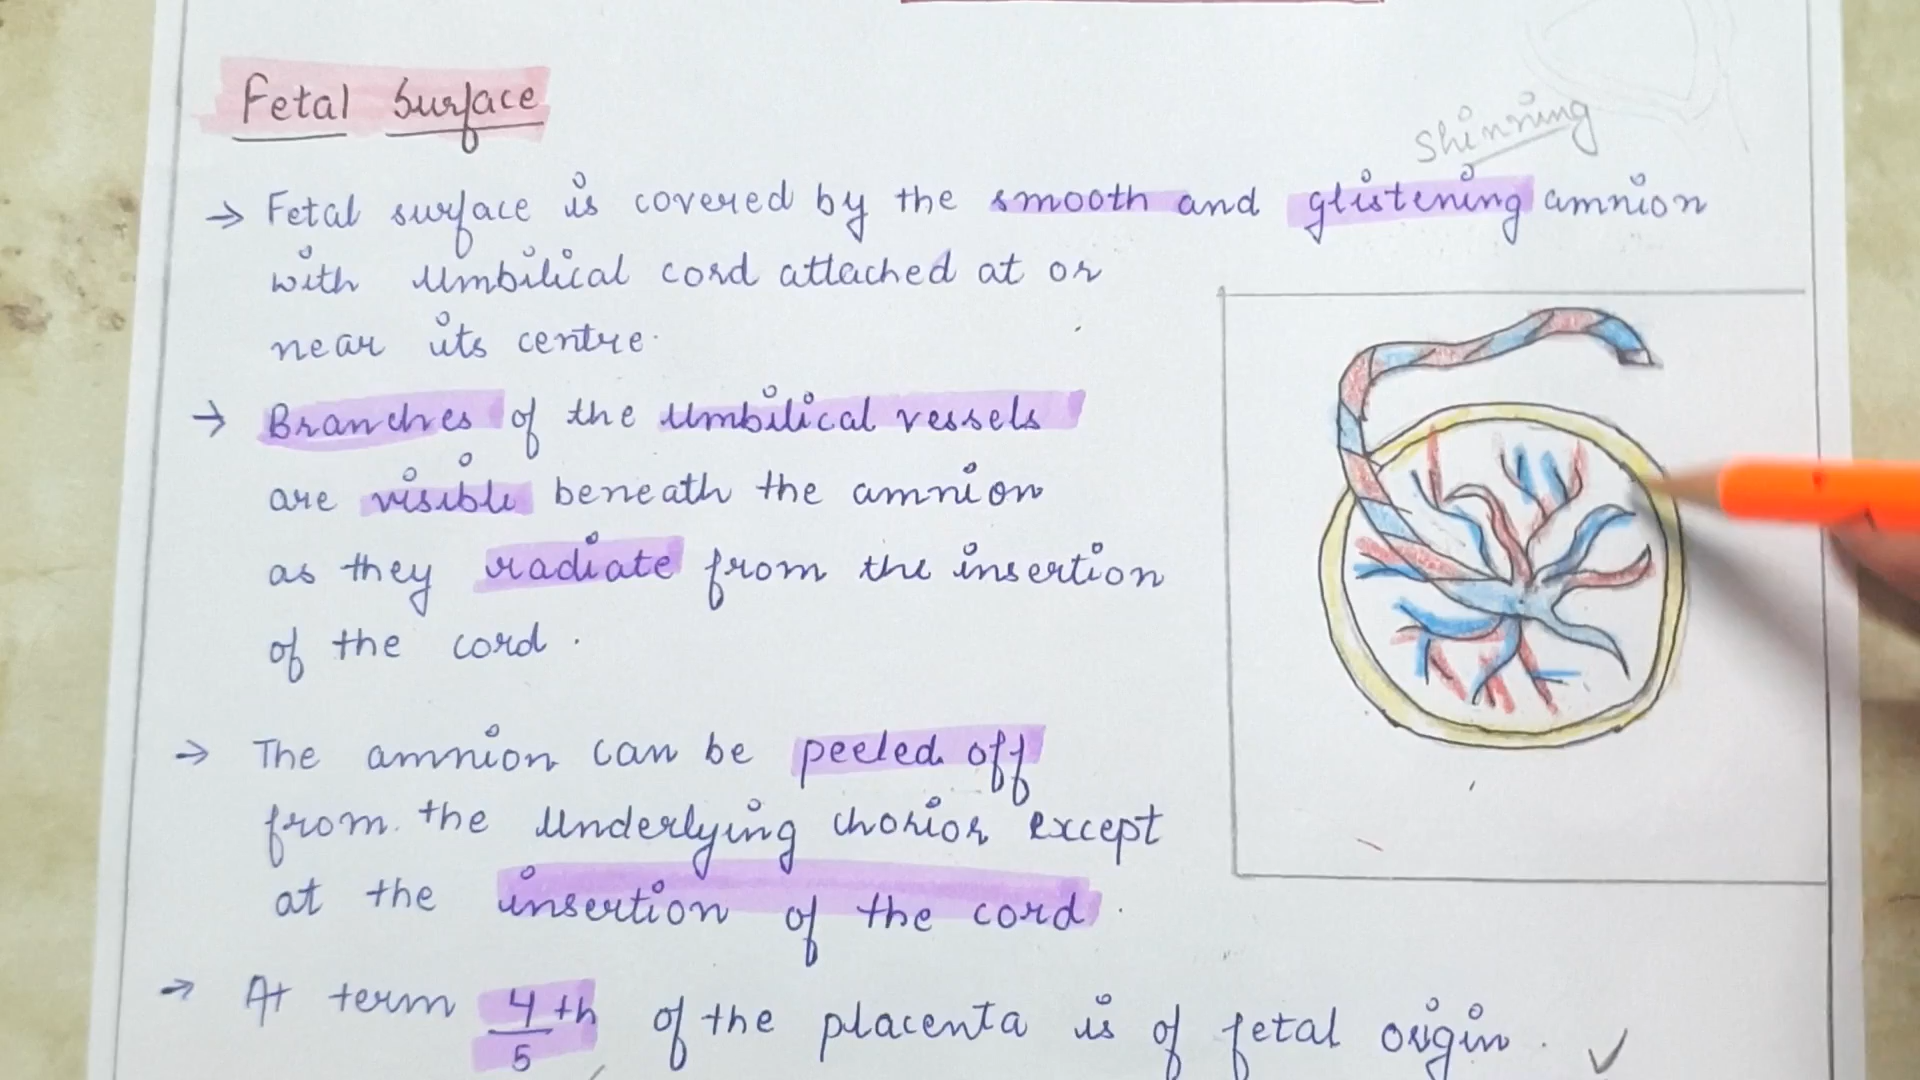 Fetal Surface
shinning
→ Fetal surface is covered by the smooth and glistening amnion
with umbilical cord attached at or
near its centre.
→ Branches of the umbilical vessels
are visible beneath the amnion
as they radiate from the insertion
of the cord.
→ The amnion can be peeled off
from the underlying chorion except
at the insertion of the cord.
→ At term 4/5 th of the placenta is of fetal origin. ✓